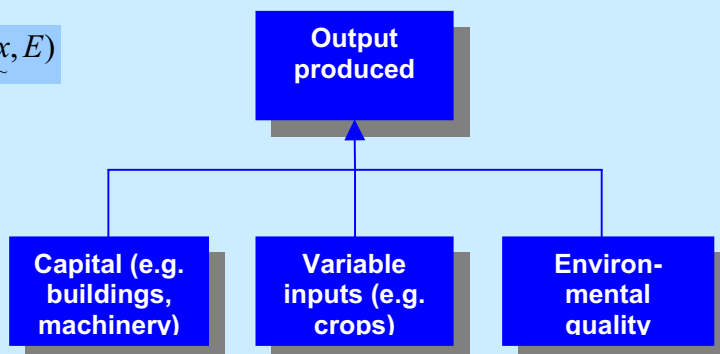 x, E)
~
Output
produced
Capital (e.g.
buildings,
machinery)
Variable
inputs (e.g.
crops)
Environ-
mental
quality